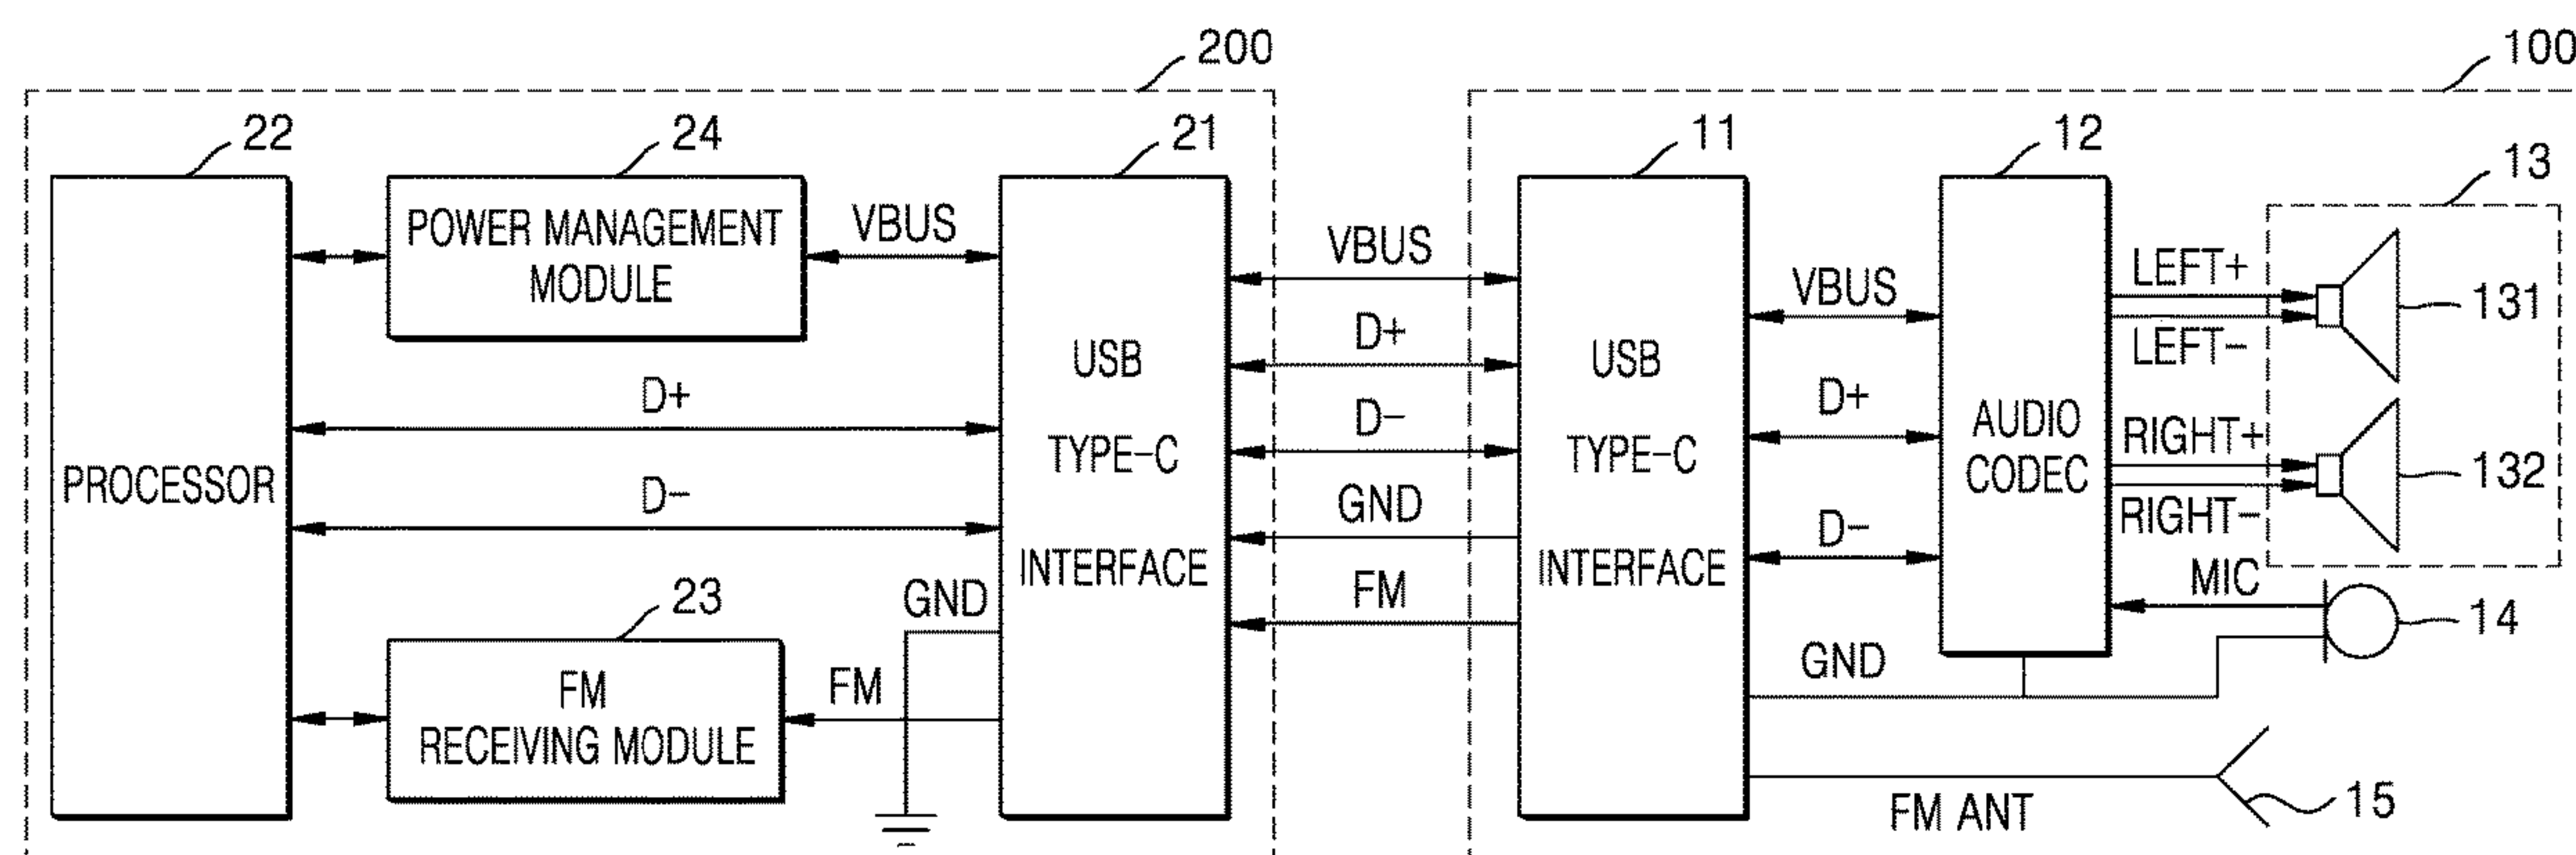 200
100
22
24
21
11
12
13
POWER MANAGEMENT
MODULE
VBUS
VBUS
VBUS
LEFT+
LEFT-
131
USB
TYPE-C
INTERFACE
USB
TYPE-C
INTERFACE
D+
D-
D+
D-
GND
FM
D+
D-
AUDIO
CODEC
RIGHT+
RIGHT-
132
PROCESSOR
MIC
14
23
GND
GND
FM
RECEIVING MODULE
FM
FM ANT
15